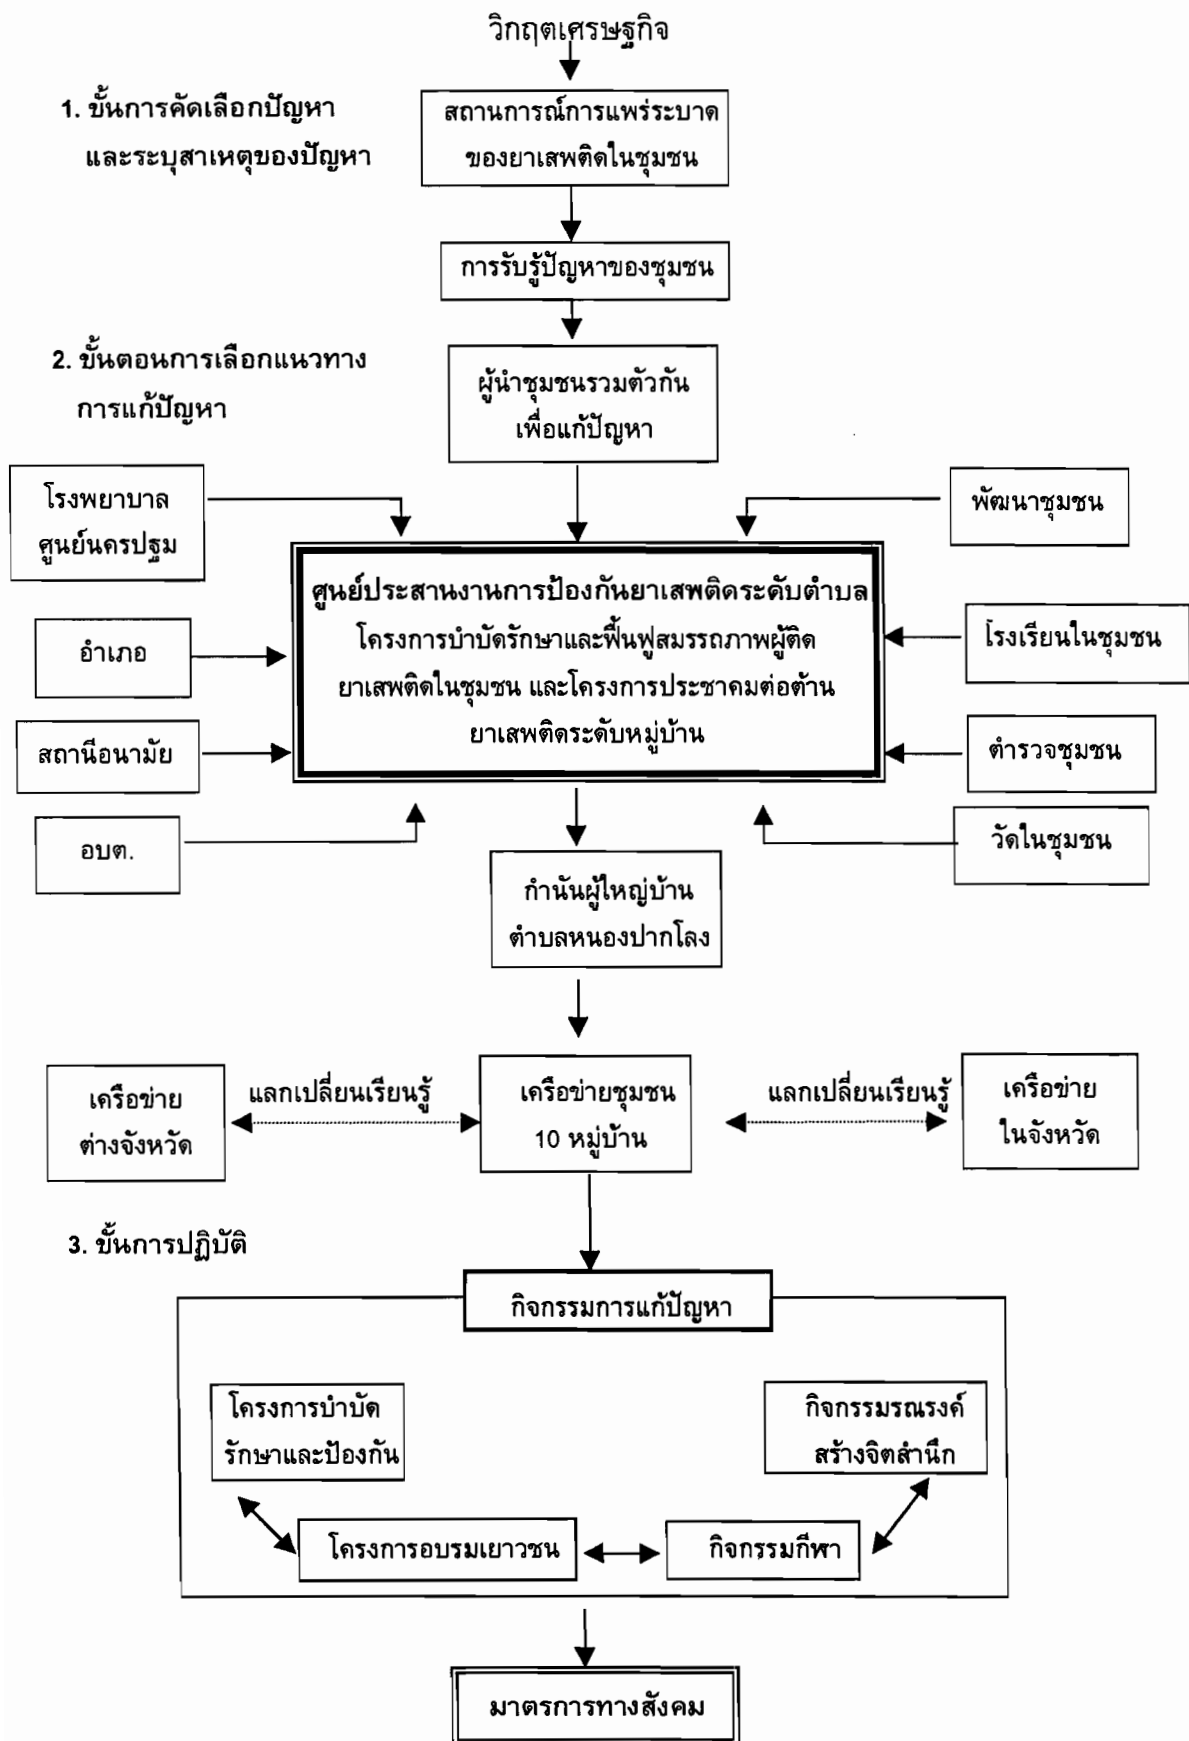 วิกฤตเศรษฐกิจ
1. ขั้นการคัดเลือกปัญหา
และระบุสาเหตุของปัญหา
สถานการณ์การแพร่ระบาด
ของยาเสพติดในชุมชน
การรับรู้ปัญหาของชุมชน
2. ขั้นตอนการเลือกแนวทาง
การแก้ปัญหา
ผู้นำชุมชนรวมตัวกัน
เพื่อแก้ปัญหา
โรงพยาบาล
ศูนย์นครปฐม
พัฒนาชุมชน
ศูนย์ประสานงานการป้องกันยาเสพติดระดับตำบล
โครงการบำบัดรักษาและฟื้นฟูสมรรถภาพผู้ติด
ยาเสพติดในชุมชน และโครงการประชาคมต่อต้าน
ยาเสพติดระดับหมู่บ้าน
อำเภอ
โรงเรียนในชุมชน
สถานีอนามัย
ตำรวจชุมชน
อบต.
วัดในชุมชน
กำนันผู้ใหญ่บ้าน
ตำบลหนองปากโลง
เครือข่าย
ต่างจังหวัด
แลกเปลี่ยนเรียนรู้
เครือข่ายชุมชน
10 หมู่บ้าน
แลกเปลี่ยนเรียนรู้
เครือข่าย
ในจังหวัด
3. ขั้นการปฏิบัติ
กิจกรรมการแก้ปัญหา
โครงการบำบัด
รักษาและป้องกัน
กิจกรรมรณรงค์
สร้างจิตสำนึก
โครงการอบรมเยาวชน
กิจกรรมกีฬา
มาตรการทางสังคม